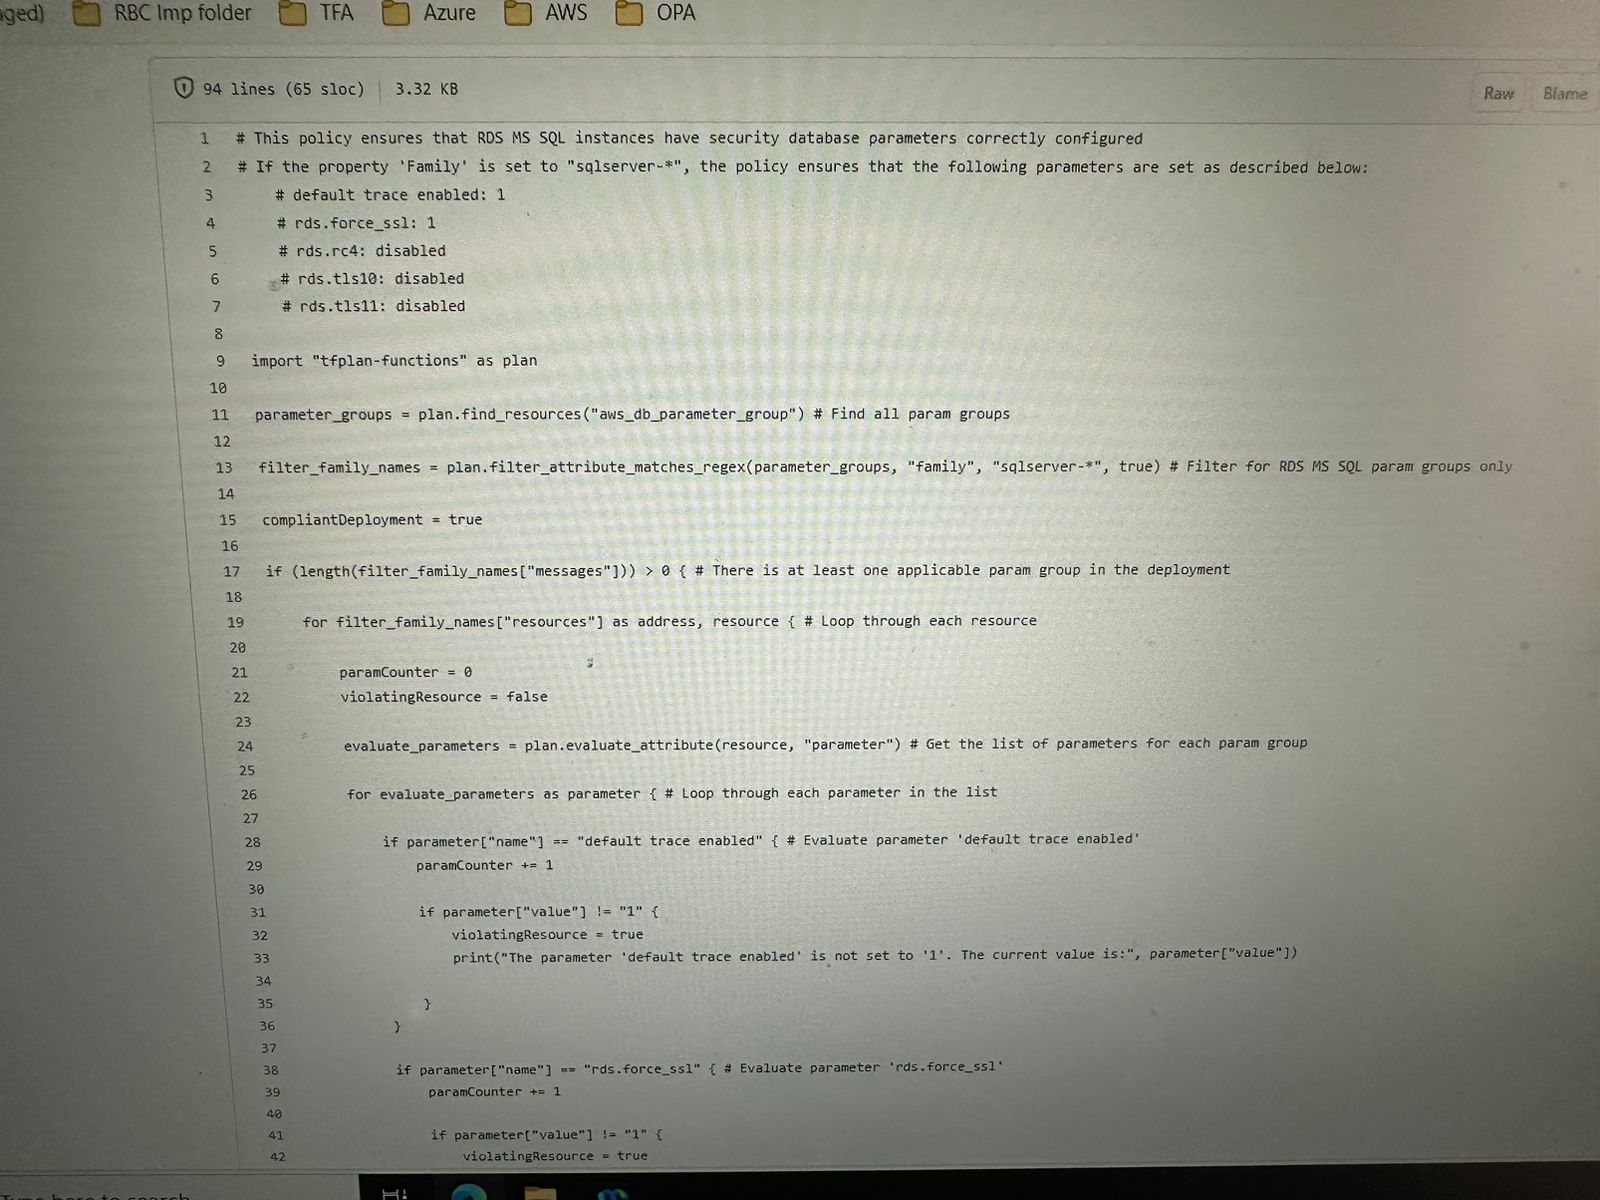 RBC Imp folder TFA Azure AWS OPA
94 lines (65 sloc) 3.32 KB Raw Blame
1 # This policy ensures that RDS MS SQL instances have security database parameters correctly configured
2 # If the property 'Family' is set to "sqlserver-*", the policy ensures that the following parameters are set as described below:
3 # default trace enabled: 1
4 # rds.force_ssl: 1
5 # rds.rc4: disabled
6 # rds.tls10: disabled
7 # rds.tls11: disabled
8
9 import "tfplan-functions" as plan
10
11 parameter_groups = plan.find_resources("aws_db_parameter_group") # Find all param groups
12
13 filter_family_names = plan.filter_attribute_matches_regex(parameter_groups, "family", "sqlserver-*", true) # Filter for RDS MS SQL param groups only
14
15 compliantDeployment = true
16
17 if (length(filter_family_names["messages"])) > 0 { # There is at least one applicable param group in the deployment
18
19 for filter_family_names["resources"] as address, resource { # Loop through each resource
20
21 paramCounter = 0
22 violatingResource = false
23
24 evaluate_parameters = plan.evaluate_attribute(resource, "parameter") # Get the list of parameters for each param group
25
26 for evaluate_parameters as parameter { # Loop through each parameter in the list
27
28 if parameter["name"] == "default trace enabled" { # Evaluate parameter 'default trace enabled'
29 paramCounter += 1
30
31 if parameter["value"] != "1" {
32 violatingResource = true
33 print("The parameter 'default trace enabled' is not set to '1'. The current value is:", parameter["value"])
34
35 }
36 }
37
38 if parameter["name"] == "rds.force_ssl" { # Evaluate parameter 'rds.force_ssl'
39 paramCounter += 1
40
41 if parameter["value"] != "1" {
42 violatingResource = true